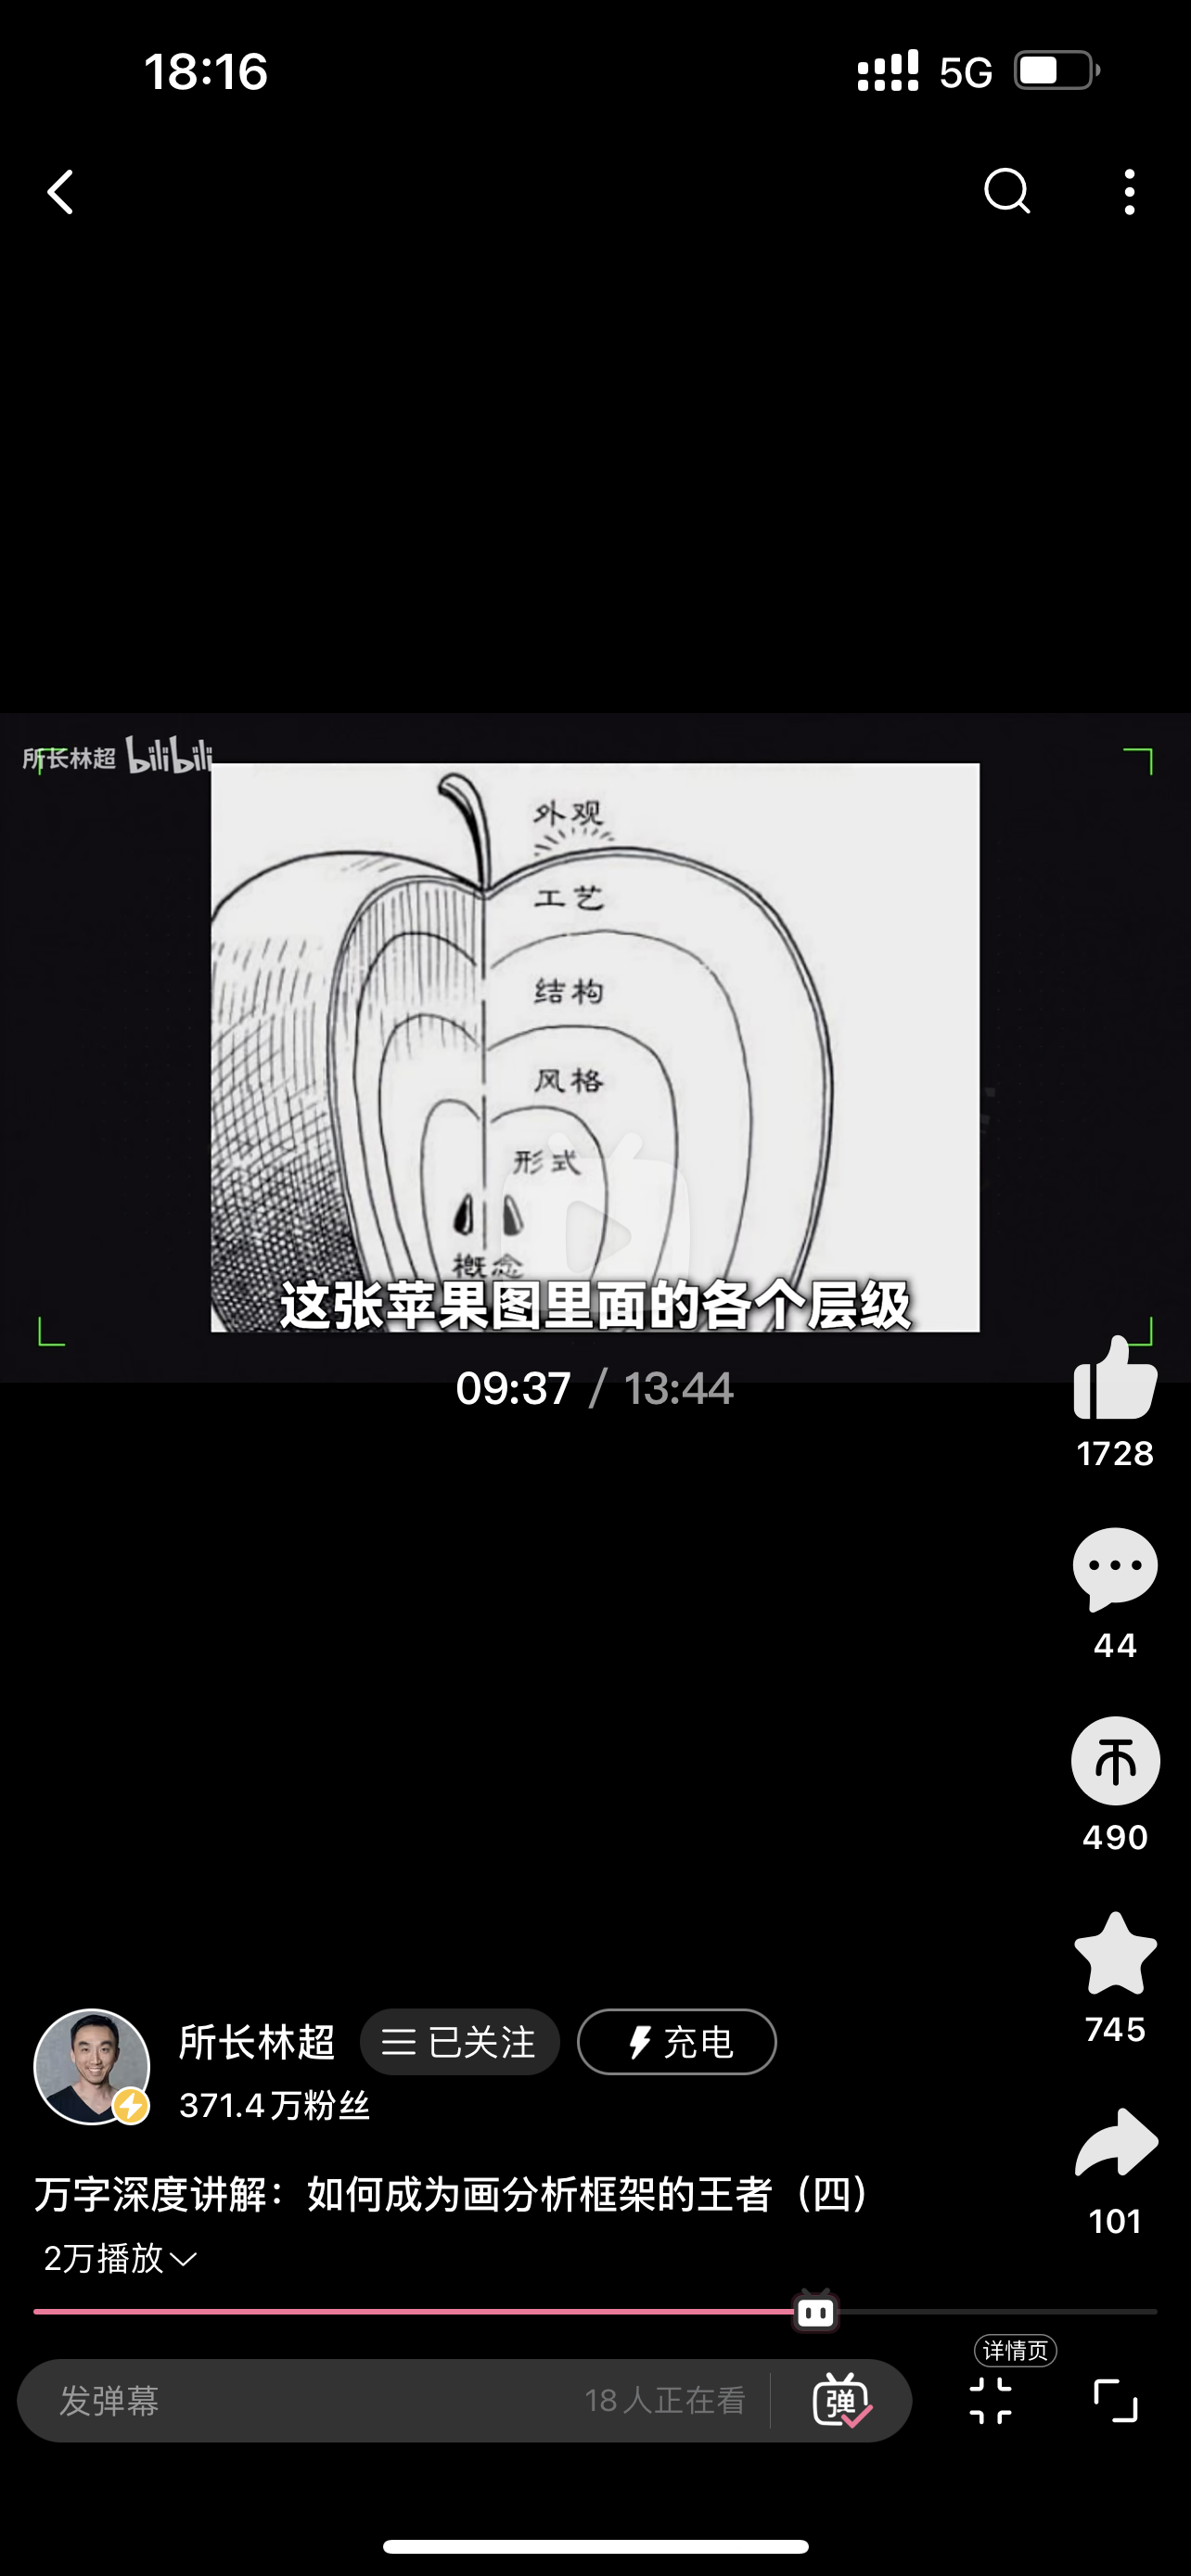 18:16
5G
所长林超 bilibili
外观
工艺
结构
风格
形式
概念
这张苹果图里面的各个层级
09:37 / 13:44
1728
44
490
745
所长林超
已关注
充电
371.4万粉丝
101
万字深度讲解：如何成为画分析框架的王者（四）
2万播放
详情页
发弹幕
18人正在看
弹